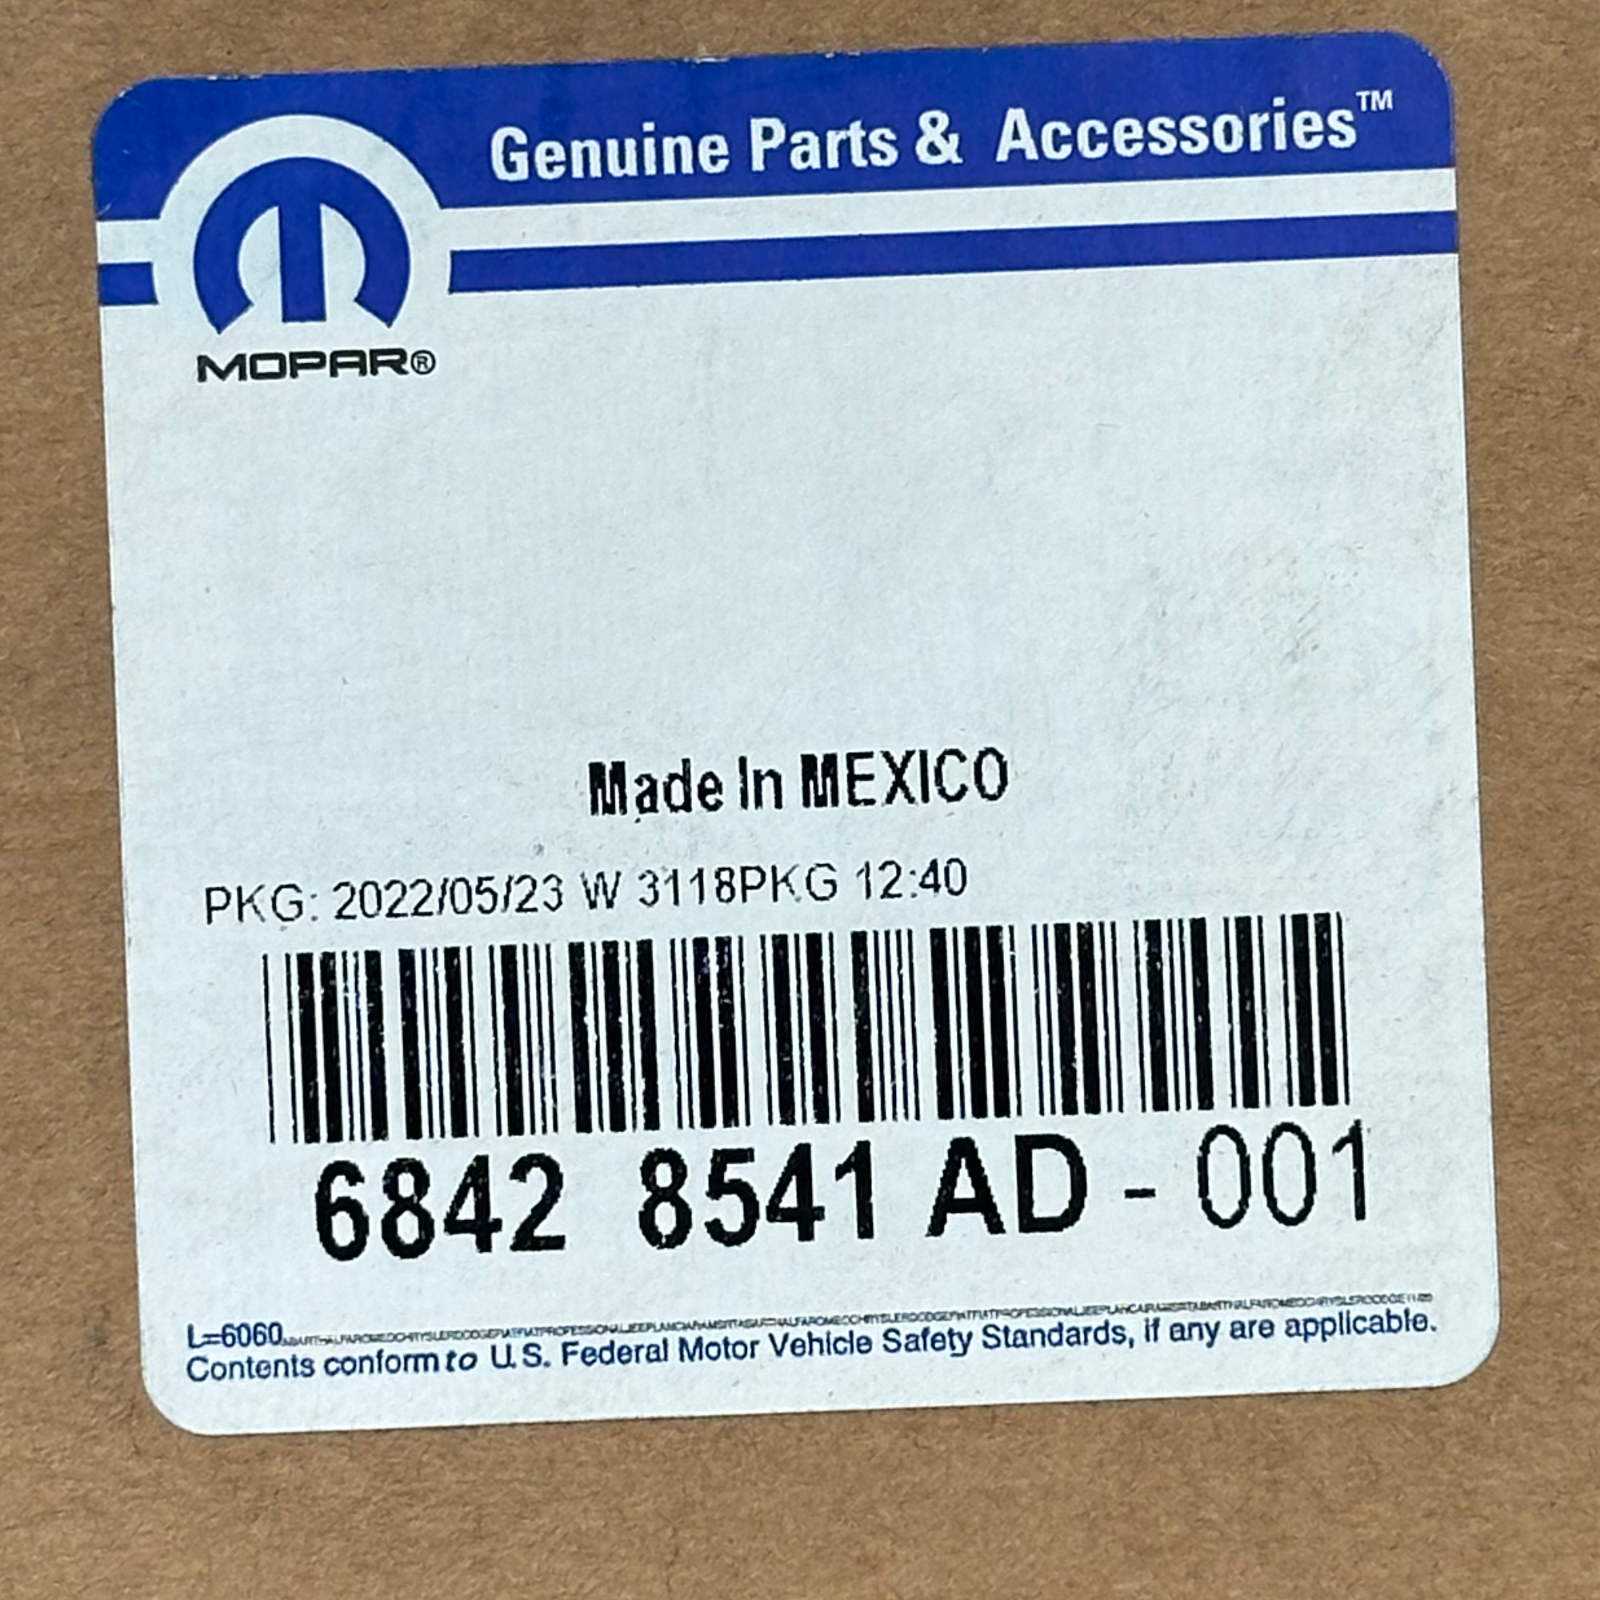 Genuine Parts & Accessories™
MOPAR®
Made In MEXICO
PKG: 2022/05/23 W 3118PKG 12:40
6842 8541 AD - 001
L=6060
Contents conform to U.S. Federal Motor Vehicle Safety Standards, if any are applicable.